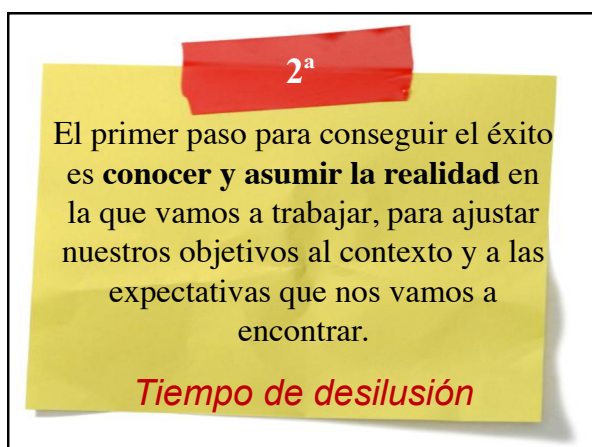 2ª
El primer paso para conseguir el éxito
es conocer y asumir la realidad en
la que vamos a trabajar, para ajustar
nuestros objetivos al contexto y a las
expectativas que nos vamos a
encontrar.
Tiempo de desilusión